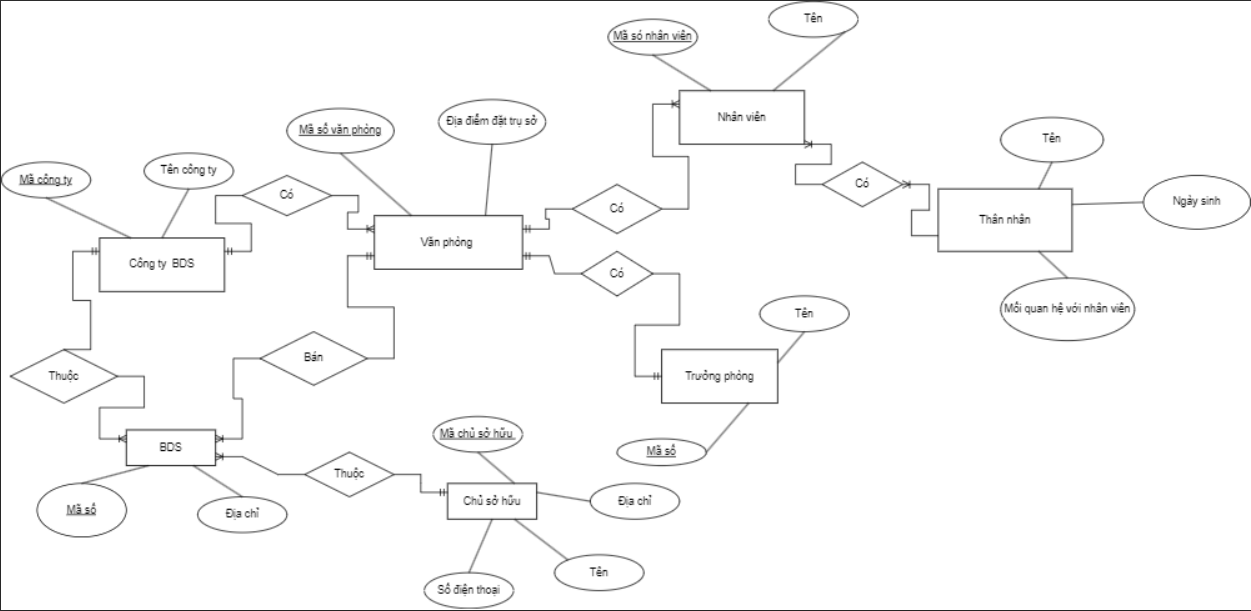 Tên
Mã só nhân viên
Nhân viên
Mã số văn phòng
Địa điểm đặt trụ sở
Tên
Tên công ty
Mã công ty
Có
Có
Có
Ngày sinh
Thân nhân
Văn phòng
Công ty BDS
Có
Mối quan hệ với nhân viên
Tên
Bán
Thuộc
Trưởng phòng
Mã chủ sở hữu
BDS
Mã số
Thuộc
Chủ sở hữu
Địa chỉ
Mã số
Địa chỉ
Tên
Số điện thoại